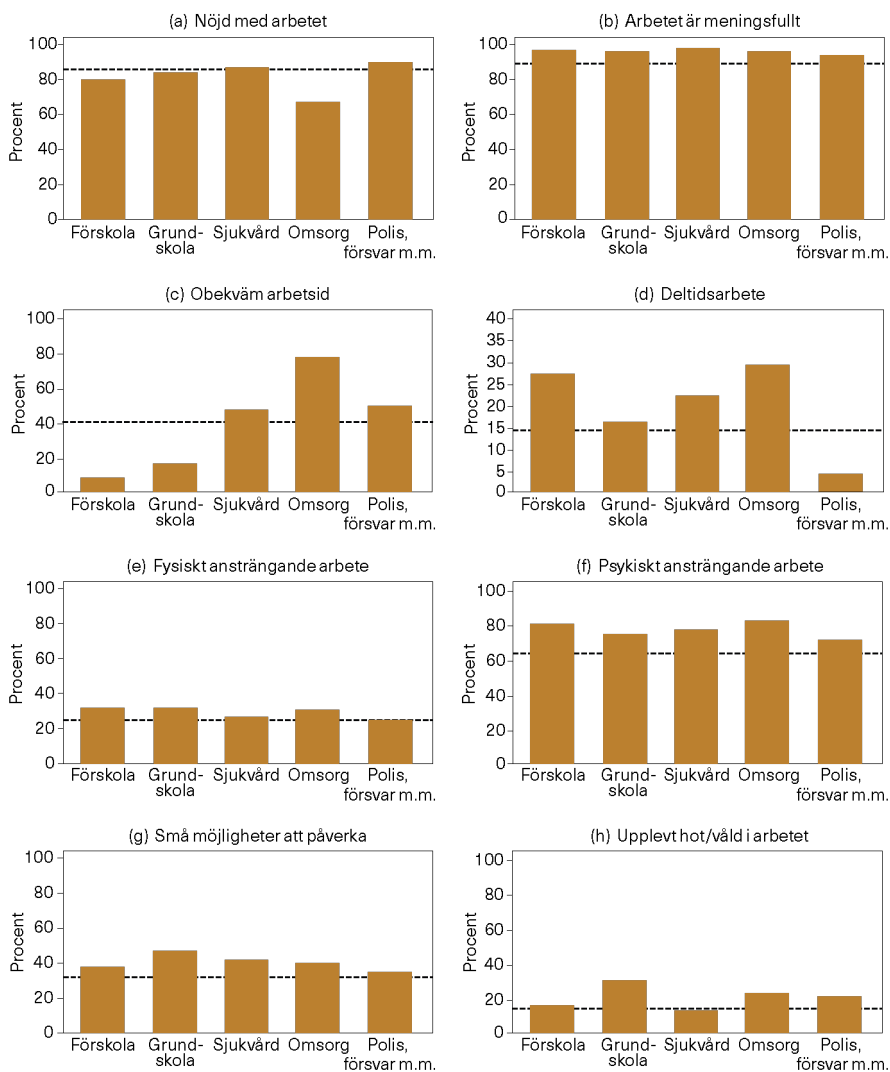 (a) Nöjd med arbetet
100
80
60
40
20
0
Procent
Förskola Grund- Sjukvård Omsorg Polis,
skola försvar m.m.
(b) Arbetet är meningsfullt
100
80
60
40
20
0
Procent
Förskola Grund- Sjukvård Omsorg Polis,
skola försvar m.m.
(c) Obekväm arbetsid
100
80
60
40
20
0
Procent
Förskola Grund- Sjukvård Omsorg Polis,
skola försvar m.m.
(d) Deltidsarbete
40
35
30
25
20
15
10
5
0
Procent
Förskola Grund- Sjukvård Omsorg Polis,
skola försvar m.m.
(e) Fysiskt ansträngande arbete
100
80
60
40
20
0
Procent
Förskola Grund- Sjukvård Omsorg Polis,
skola försvar m.m.
(f) Psykiskt ansträngande arbete
100
80
60
40
20
0
Procent
Förskola Grund- Sjukvård Omsorg Polis,
skola försvar m.m.
(g) Små möjligheter att påverka
100
80
60
40
20
0
Procent
Förskola Grund- Sjukvård Omsorg Polis,
skola försvar m.m.
(h) Upplevt hot/våld i arbetet
100
80
60
40
20
0
Procent
Förskola Grund- Sjukvård Omsorg Polis,
skola försvar m.m.